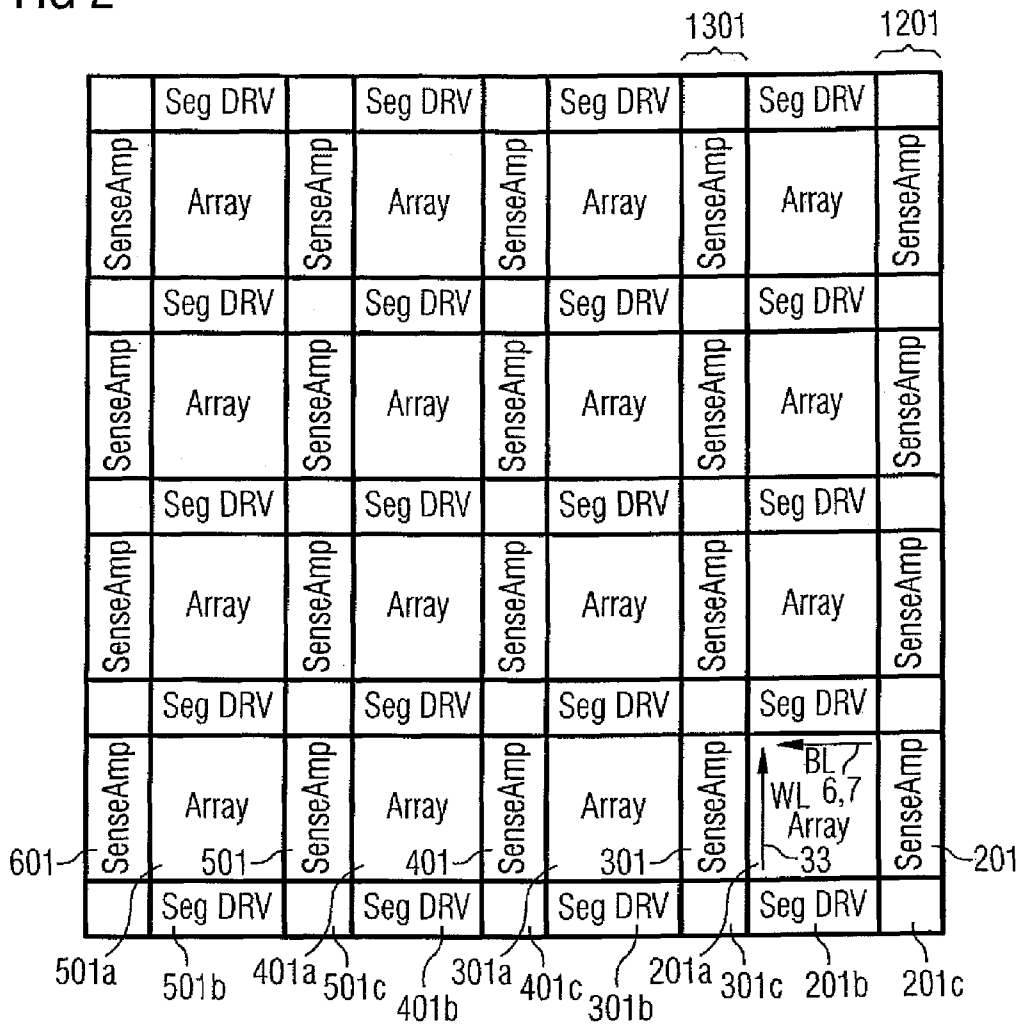 FIG 2
1301 1201
Seg DRV Seg DRV Seg DRV Seg DRV
SenseAmp Array SenseAmp Array SenseAmp Array SenseAmp Array SenseAmp
Seg DRV Seg DRV Seg DRV Seg DRV
SenseAmp Array SenseAmp Array SenseAmp Array SenseAmp Array SenseAmp
Seg DRV Seg DRV Seg DRV Seg DRV
SenseAmp Array SenseAmp Array SenseAmp Array SenseAmp Array SenseAmp
Seg DRV Seg DRV Seg DRV Seg DRV
SenseAmp Array SenseAmp Array SenseAmp Array SenseAmp BL SenseAmp
WL 6,7
Array
601 501 401 301 33 201
Seg DRV Seg DRV Seg DRV Seg DRV
501a 401a 301a 201a
501b 501c 401b 401c 301b 301c 201b 201c